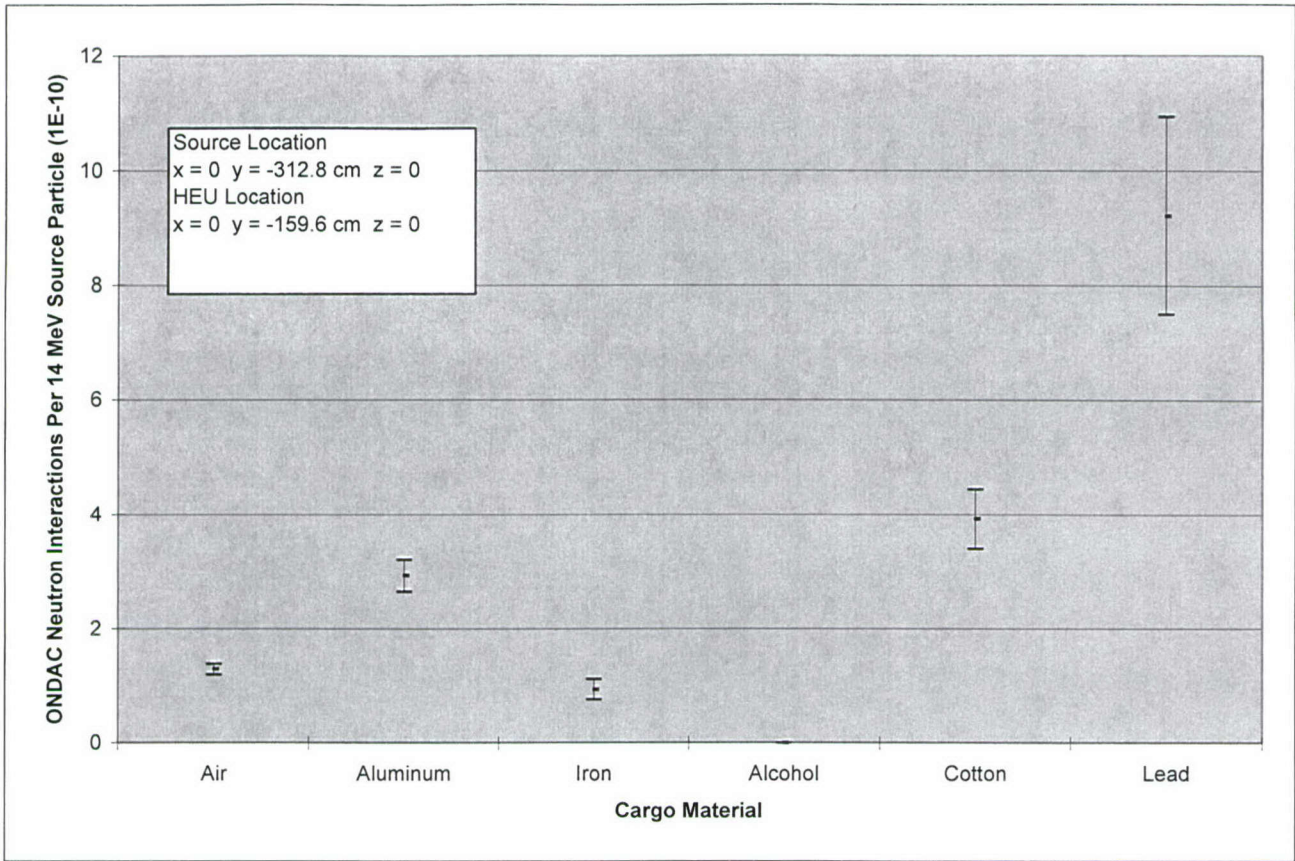 12
10
8
6
4
2
0
ONDAC Neutron Interactions Per 14 MeV Source Particle (1E-10)
Source Location
x = 0 y = -312.8 cm z = 0
HEU Location
x = 0 y = -159.6 cm z = 0
Air Aluminum Iron Alcohol Cotton Lead
Cargo Material